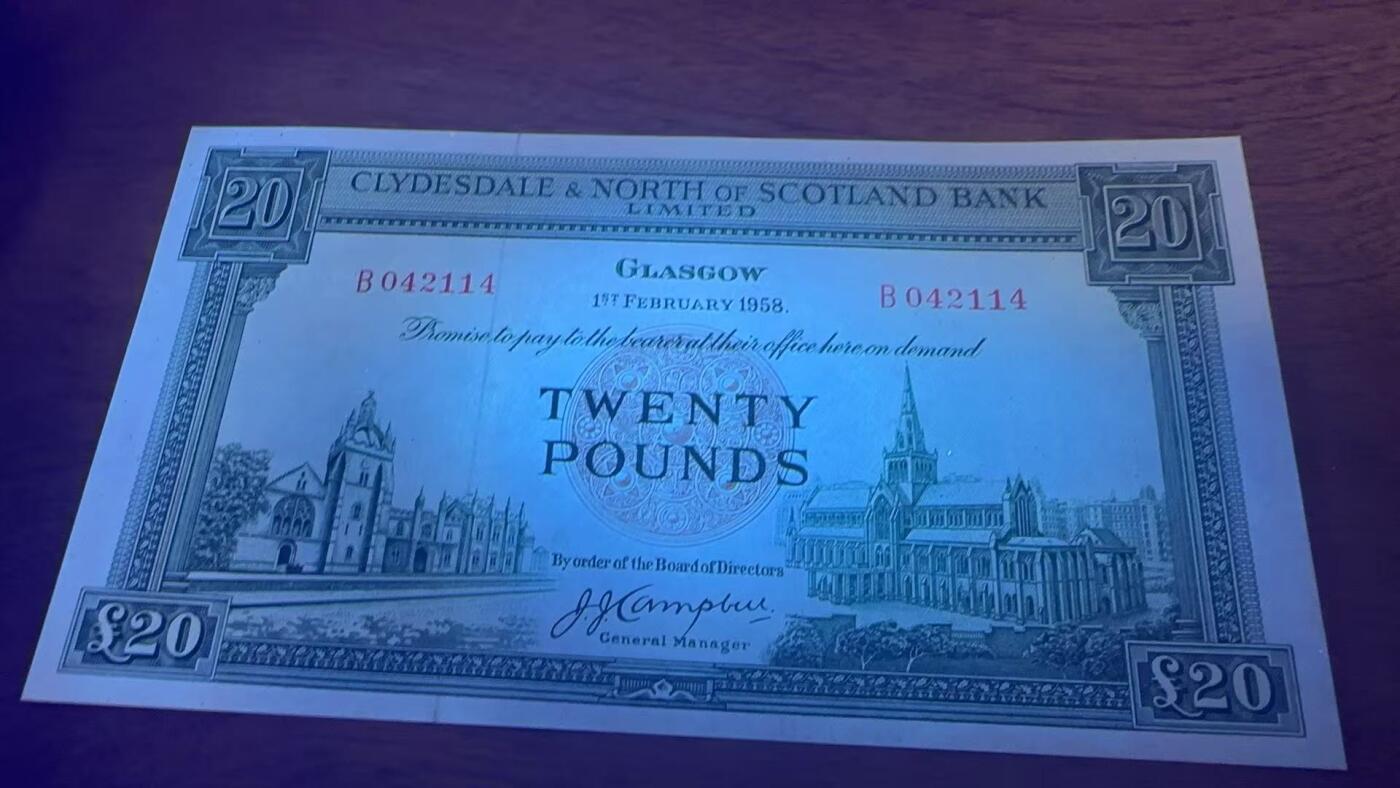 20 CLYDESDALE & NORTH OF SCOTLAND BANK 20
LIMITED
GLASGOW
B 042114
1ST FEBRUARY 1958.
B 042114
Promise to pay to the bearer at their office here on demand
TWENTY
POUNDS
By order of the Board of Directors
J.J. Campbell.
General Manager
£20 £20